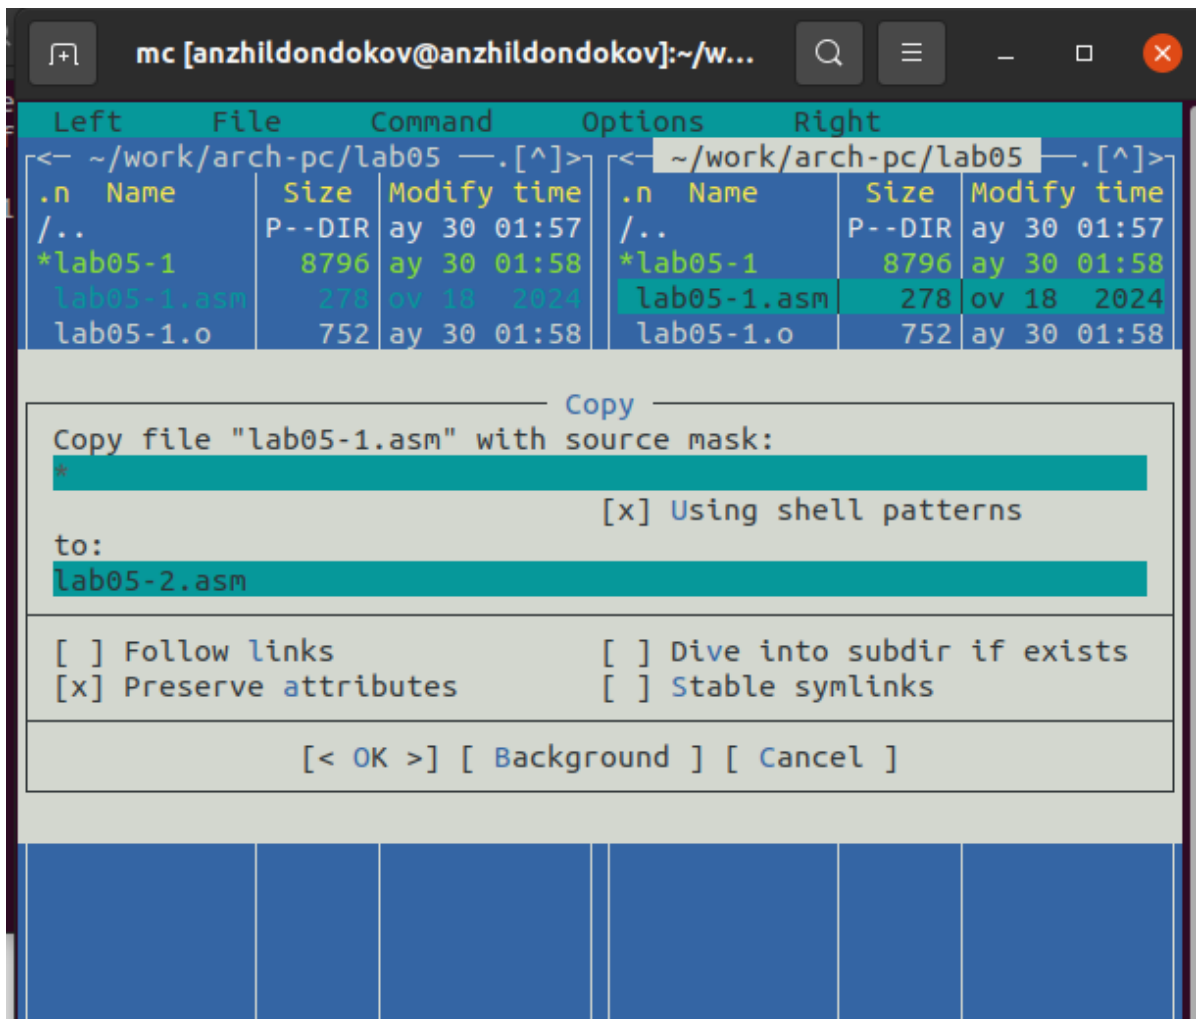 mc [anzhildondokov@anzhildondokov]:~/w...
Left File Command Options Right
<— ~/work/arch-pc/lab05 —.[^]> <— ~/work/arch-pc/lab05 —.[^]>
.n Name Size Modify time .n Name Size Modify time
/.. P--DIR ay 30 01:57 /.. P--DIR ay 30 01:57
*lab05-1 8796 ay 30 01:58 *lab05-1 8796 ay 30 01:58
lab05-1.asm 278 ov 18 2024 lab05-1.asm 278 ov 18 2024
lab05-1.o 752 ay 30 01:58 lab05-1.o 752 ay 30 01:58
Copy
Copy file "lab05-1.asm" with source mask:
*
[x] Using shell patterns
to:
lab05-2.asm
[ ] Follow links [ ] Dive into subdir if exists
[x] Preserve attributes [ ] Stable symlinks
[< OK >] [ Background ] [ Cancel ]